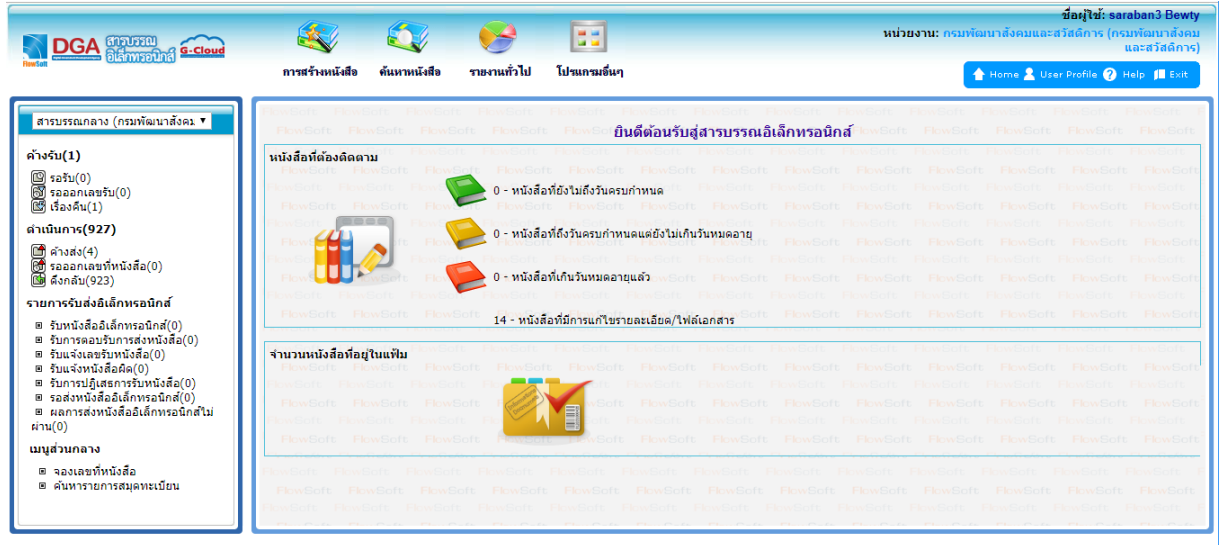 ชื่อผู้ใช้: saraban3 Bewty
หน่วยงาน: กรมพัฒนาสังคมและสวัสดิการ (กรมพัฒนาสังคม
และสวัสดิการ)
FlowSoft DGA สารบรรณ
อิเล็กทรอนิกส์ G-Cloud
การสร้างหนังสือ ค้นหาหนังสือ รายงานทั่วไป โปรแกรมอื่นๆ
Home User Profile Help Exit
สารบรรณกลาง (กรมพัฒนาสังคม
ค้างรับ(1)
รอรับ(0)
รอออกเลขรับ(0)
เรื่องคืน(1)
ดำเนินการ(927)
ค้างส่ง(4)
รอออกเลขที่หนังสือ(0)
ดึงกลับ(923)
รายการรับส่งอิเล็กทรอนิกส์
รับหนังสืออิเล็กทรอนิกส์(0)
รับการตอบรับการส่งหนังสือ(0)
รับแจ้งเลขรับหนังสือ(0)
รับแจ้งหนังสือผิด(0)
รับการปฏิเสธการรับหนังสือ(0)
รอส่งหนังสืออิเล็กทรอนิกส์(0)
ผลการส่งหนังสืออิเล็กทรอนิกส์ไม่
ผ่าน(0)
เมนูส่วนกลาง
จองเลขที่หนังสือ
ค้นหารายการสมุดทะเบียน
ยินดีต้อนรับสู่สารบรรณอิเล็กทรอนิกส์
หนังสือที่ต้องติดตาม
0 - หนังสือที่ยังไม่ถึงวันครบกำหนด
0 - หนังสือที่ถึงวันครบกำหนดแต่ยังไม่เกินวันหมดอายุ
0 - หนังสือที่เกินวันหมดอายุแล้ว
14 - หนังสือที่มีการแก้ไขรายละเอียด/ไฟล์เอกสาร
จำนวนหนังสือที่อยู่ในแฟ้ม